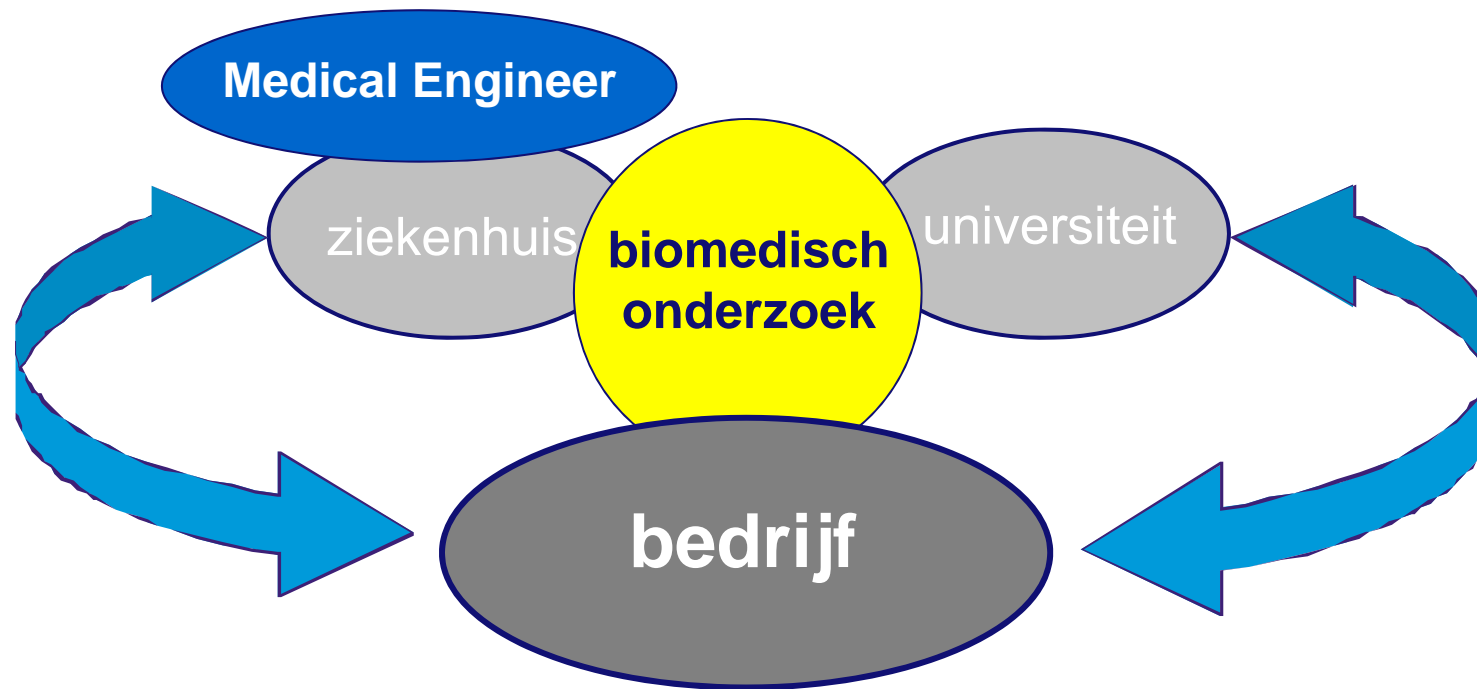 Medical Engineer
ziekenhuis
universiteit
biomedisch
onderzoek
bedrijf